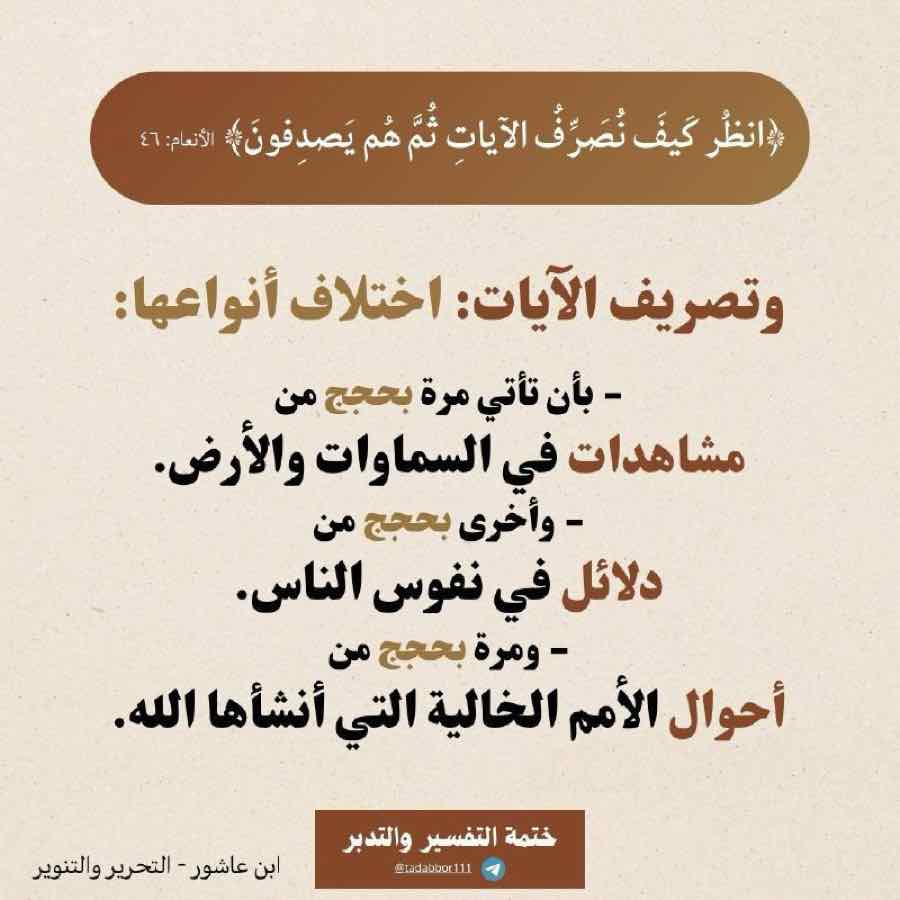 ﴿انظُر كَيفَ نُصَرِّفُ الآياتِ ثُمَّ هُم يَصدِفونَ﴾ الأنعام: ٤٦
وتصريف الآيات: اختلاف أنواعها:
- بأن تأتي مرة بحجج من
مشاهدات في السماوات والأرض.
- وأخرى بحجج من
دلائل في نفوس الناس.
- ومرة بحجج من
أحوال الأمم الخالية التي أنشأها الله.
ختمة التفسير والتدبر
@tadabbor111
ابن عاشور - التحرير والتنوير